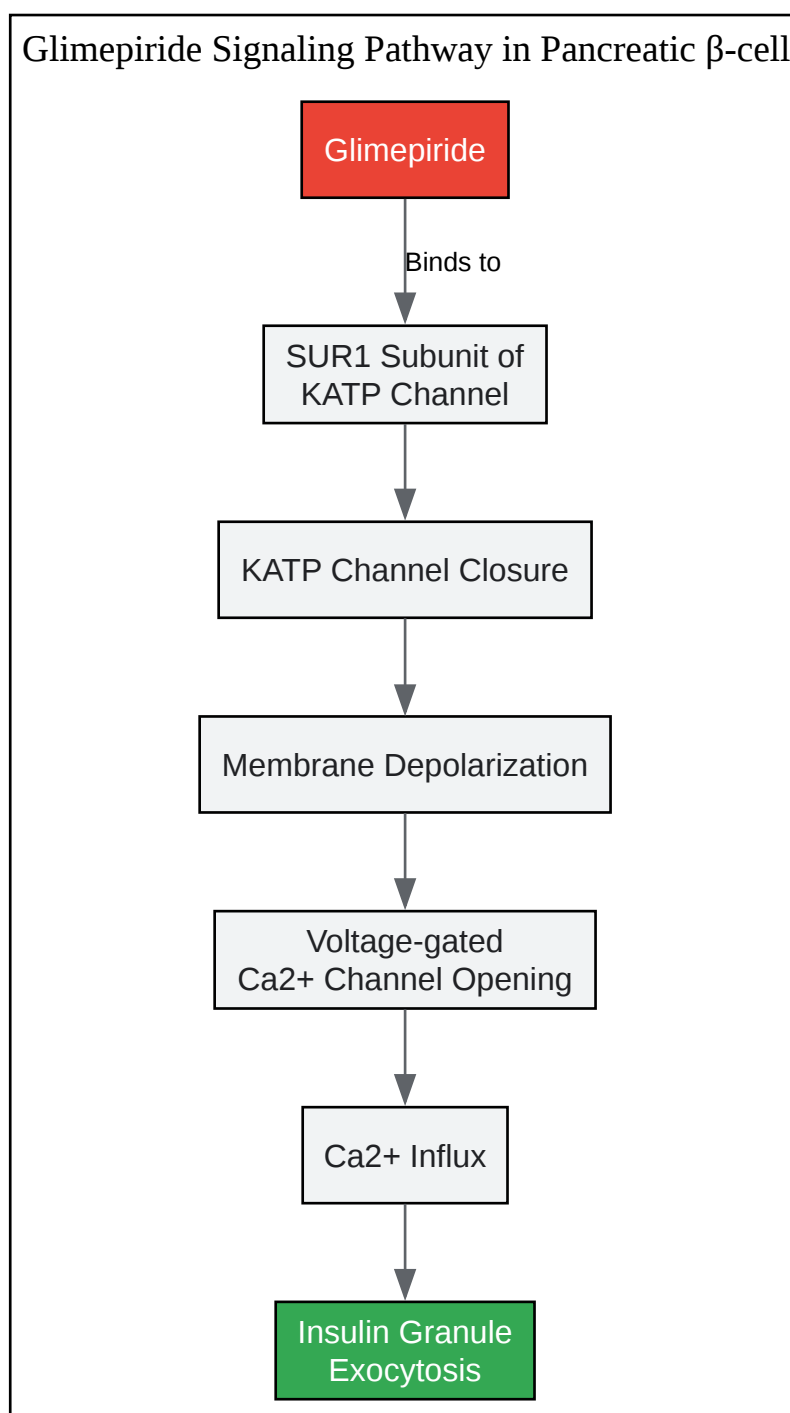 Glimepiride Signaling Pathway in Pancreatic β-cell
Glimepiride
Binds to
SUR1 Subunit of
KATP Channel
KATP Channel Closure
Membrane Depolarization
Voltage-gated
Ca2+ Channel Opening
Ca2+ Influx
Insulin Granule
Exocytosis